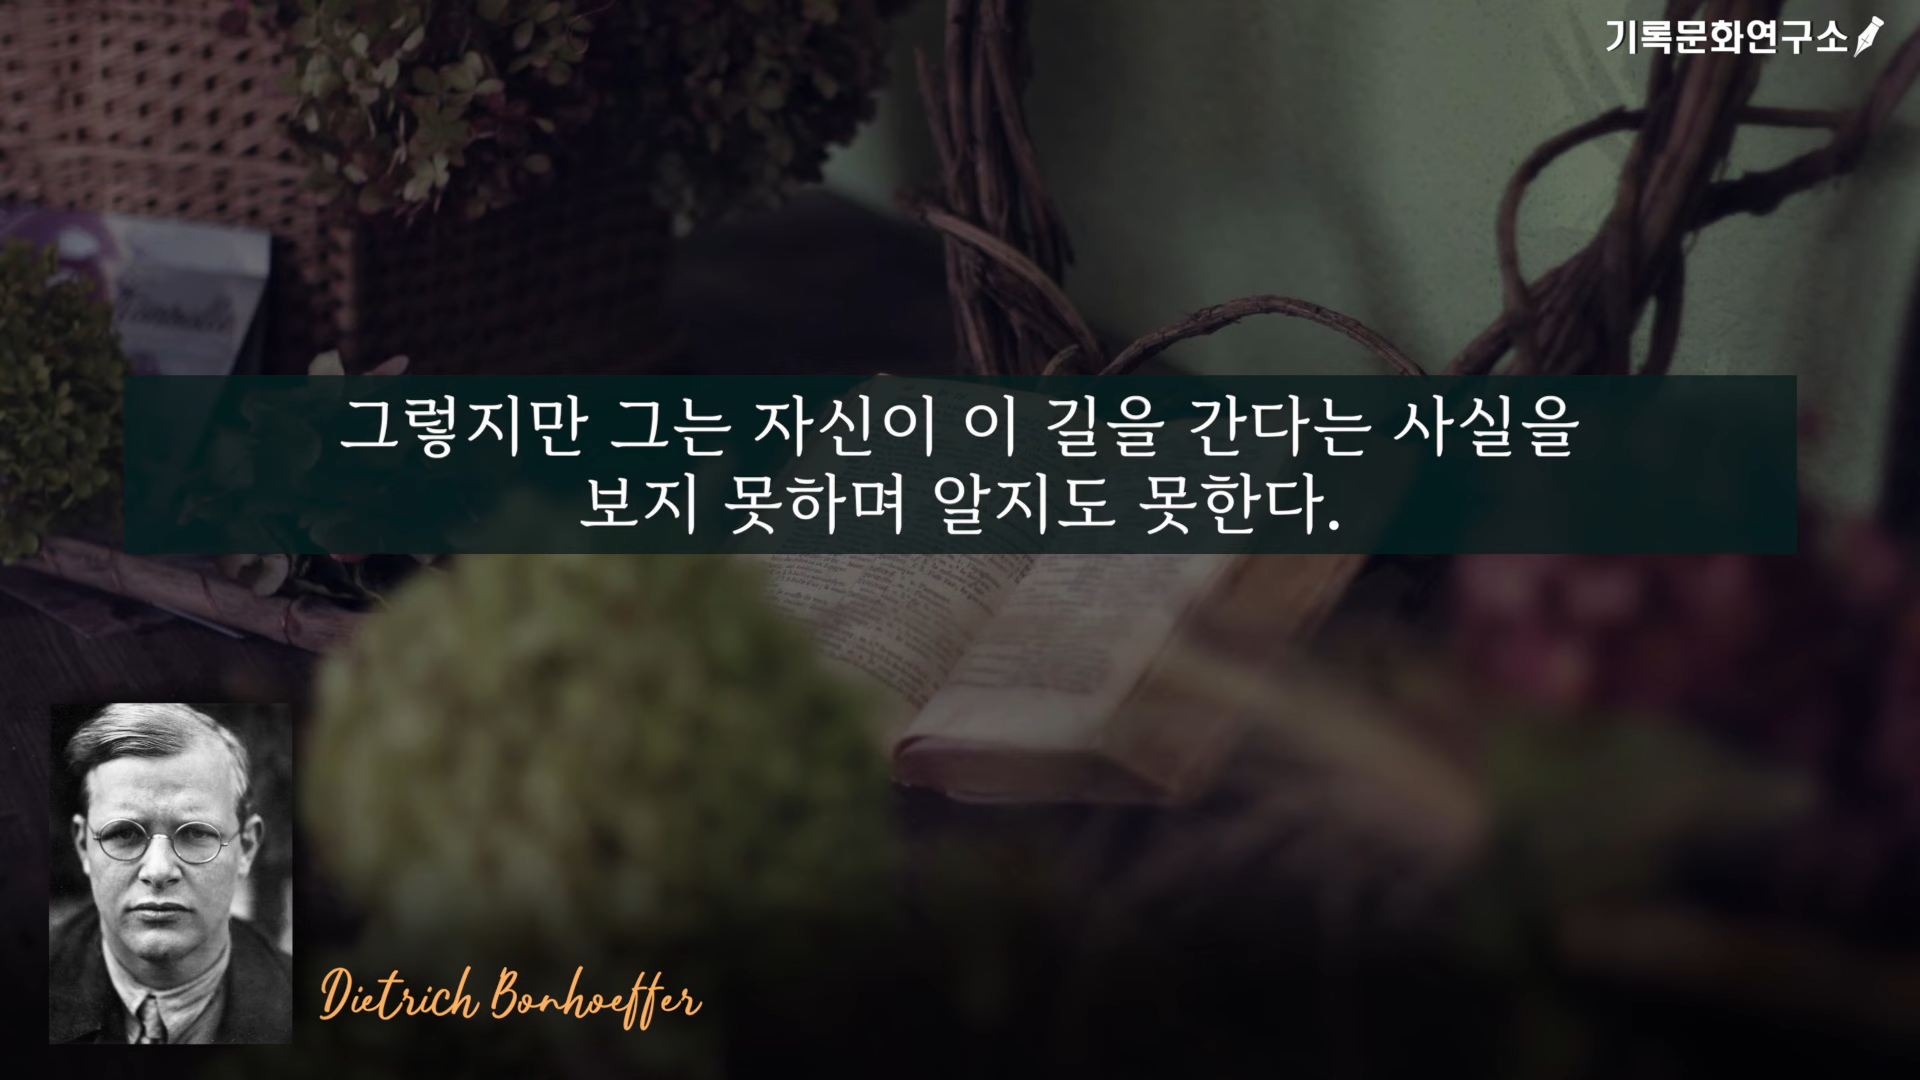 기록문화연구소
그렇지만 그는 자신이 이 길을 간다는 사실을
보지 못하며 알지도 못한다.
Dietrich Bonhoeffer